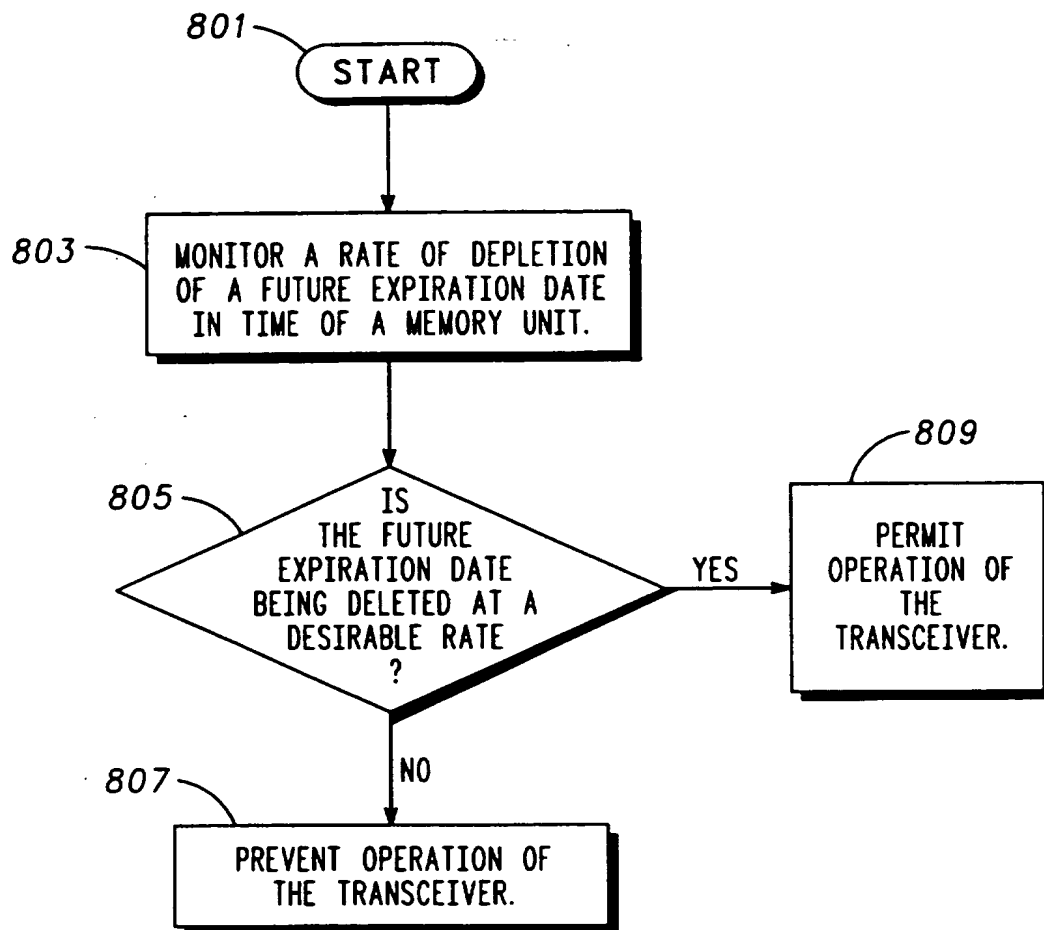 801
START
803
MONITOR A RATE OF DEPLETION
OF A FUTURE EXPIRATION DATE
IN TIME OF A MEMORY UNIT.
805
IS
THE FUTURE
EXPIRATION DATE
BEING DELETED AT A
DESIRABLE RATE
?
YES
809
PERMIT
OPERATION OF
THE
TRANSCEIVER.
NO
807
PREVENT OPERATION OF
THE TRANSCEIVER.